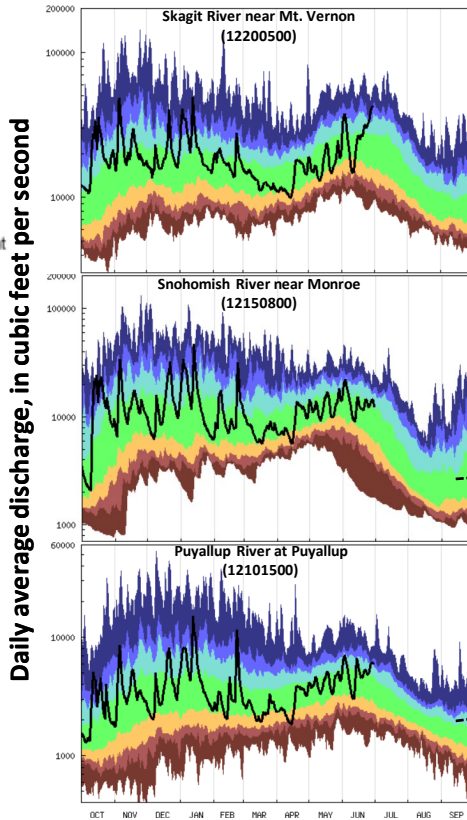 Daily average discharge, in cubic feet per second
Skagit River near Mt. Vernon
(12200500)
200000
100000
10000
Snohomish River near Monroe
(12150800)
200000
100000
10000
1000
Puyallup River at Puyallup
(12101500)
60000
10000
1000
OCT NOV DEC JAN FEB MAR APR MAY JUN JUL AUG SEP